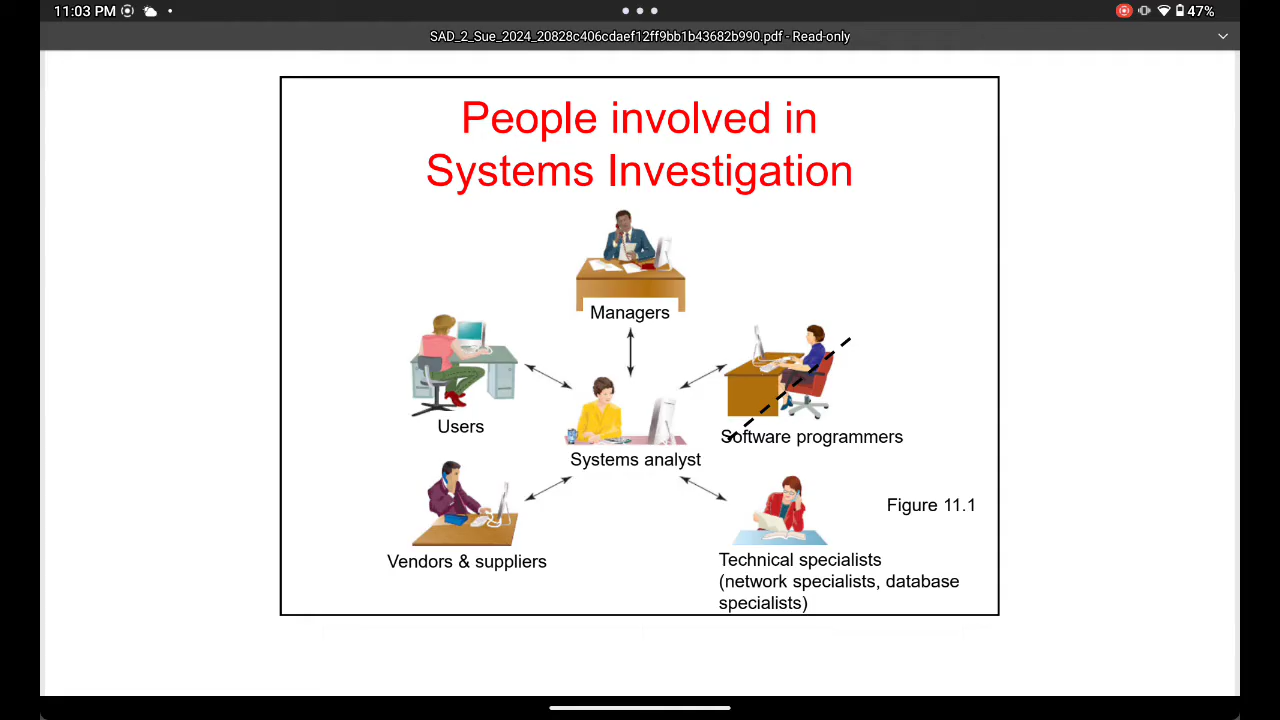 11:03 PM
47%
SAD_2_Sue_2024_20828c406cdaef12ff9bb1b43682b990.pdf - Read-only
People involved in
Systems Investigation
Managers
Users
Software programmers
Systems analyst
Figure 11.1
Vendors & suppliers
Technical specialists
(network specialists, database
specialists)